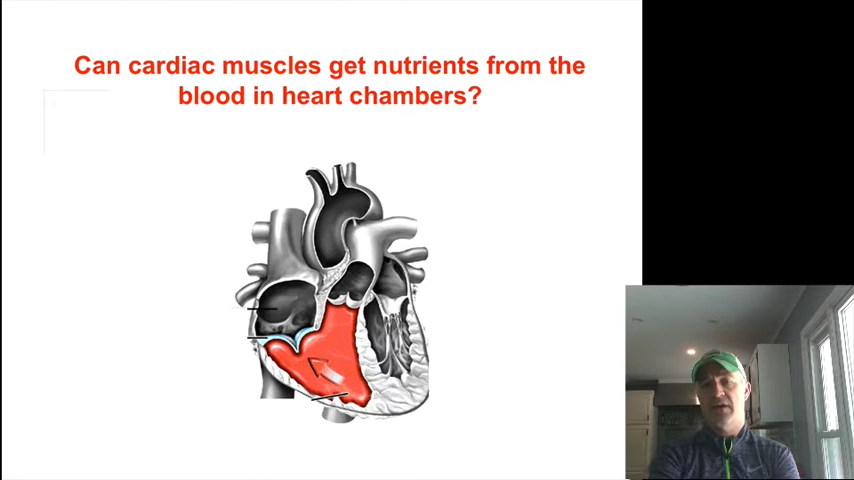 Can cardiac muscles get nutrients from the
blood in heart chambers?